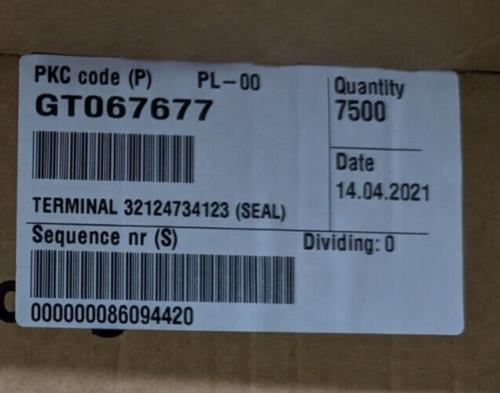 PKC code (P) PL-00
GT067677
Quantity
7500
Date
14.04.2021
TERMINAL 32124734123 (SEAL)
Sequence nr (S)
Dividing: 0
000000086094420